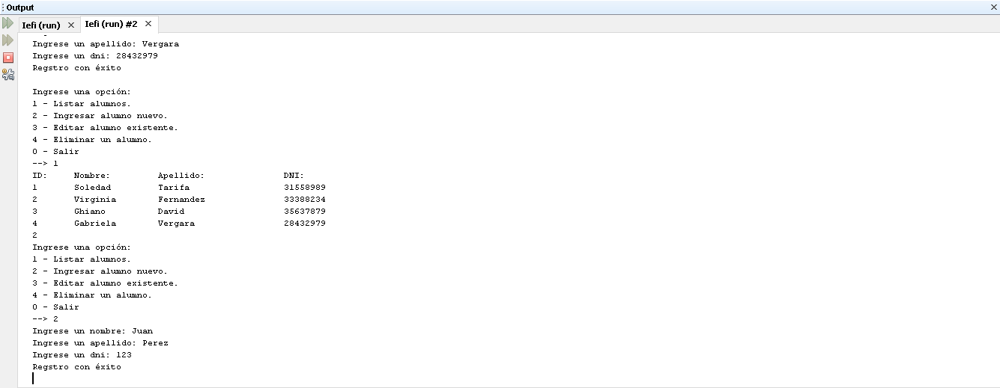 Output
Iefi (run) Iefi (run) #2
Ingrese un apellido: Vergara
Ingrese un dni: 28432979
Regstro con éxito
Ingrese una opción:
1 - Listar alumnos.
2 - Ingresar alumno nuevo.
3 - Editar alumno existente.
4 - Eliminar un alumno.
0 - Salir
--> 1
ID: Nombre: Apellido: DNI:
1 Soledad Tarifa 31558989
2 Virginia Fernandez 33388234
3 Ghiano David 35637879
4 Gabriela Vergara 28432979
2
Ingrese una opción:
1 - Listar alumnos.
2 - Ingresar alumno nuevo.
3 - Editar alumno existente.
4 - Eliminar un alumno.
0 - Salir
--> 2
Ingrese un nombre: Juan
Ingrese un apellido: Perez
Ingrese un dni: 123
Regstro con éxito